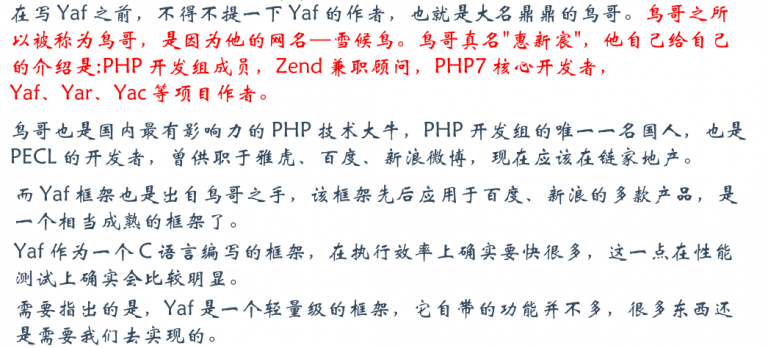 在写 Yaf 之前，不得不提一下 Yaf 的作者，也就是大名鼎鼎的鸟哥。鸟哥之所
以被称为鸟哥，是因为他的网名—雪候鸟。鸟哥真名"惠新宸"，他自己给自己
的介绍是:PHP 开发组成员，Zend 兼职顾问，PHP7 核心开发者，
Yaf、Yar、Yac 等项目作者。
鸟哥也是国内最有影响力的 PHP 技术大牛，PHP 开发组的唯一一名国人，也是
PECL 的开发者，曾供职于雅虎、百度、新浪微博，现在应该在链家地产。
而 Yaf 框架也是出自鸟哥之手，该框架先后应用于百度、新浪的多款产品，是
一个相当成熟的框架了。
Yaf 作为一个 C 语言编写的框架，在执行效率上确实要快很多，这一点在性能
测试上确实会比较明显。
需要指出的是，Yaf 是一个轻量级的框架，它自带的功能并不多，很多东西还
是需要我们去实现的。